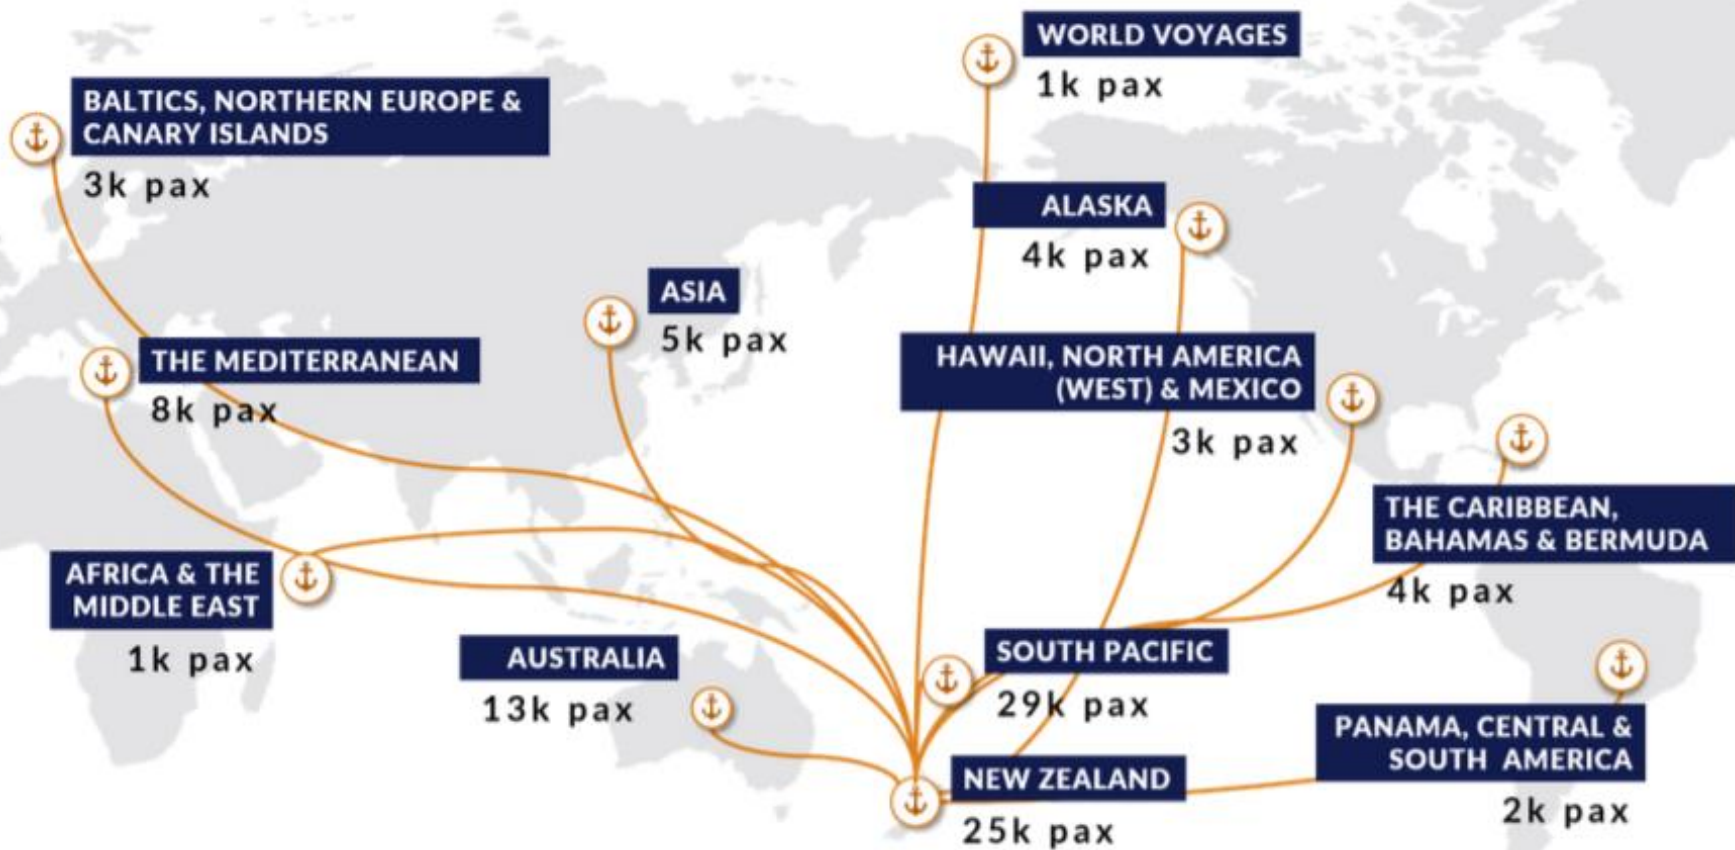 WORLD VOYAGES
1k pax
BALTICS, NORTHERN EUROPE &
CANARY ISLANDS
3k pax
ALASKA
4k pax
ASIA
5k pax
THE MEDITERRANEAN
8k pax
HAWAII, NORTH AMERICA
(WEST) & MEXICO
3k pax
THE CARIBBEAN,
BAHAMAS & BERMUDA
4k pax
AFRICA & THE
MIDDLE EAST
1k pax
AUSTRALIA
13k pax
SOUTH PACIFIC
29k pax
PANAMA, CENTRAL &
SOUTH AMERICA
2k pax
NEW ZEALAND
25k pax